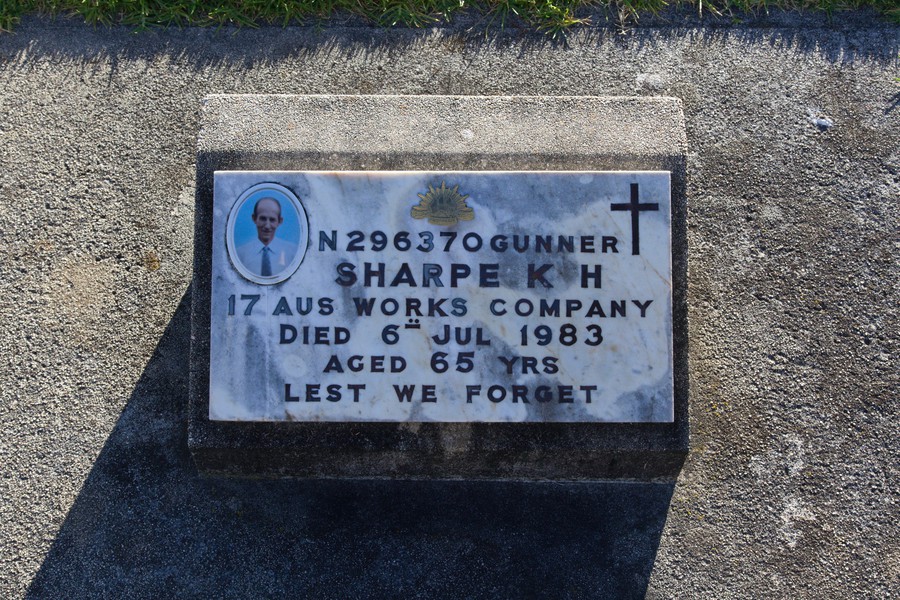 N296370 GUNNER
SHARPE K H
17 AUS WORKS COMPANY
DIED 6TH JUL 1983
AGED 65 YRS
LEST WE FORGET